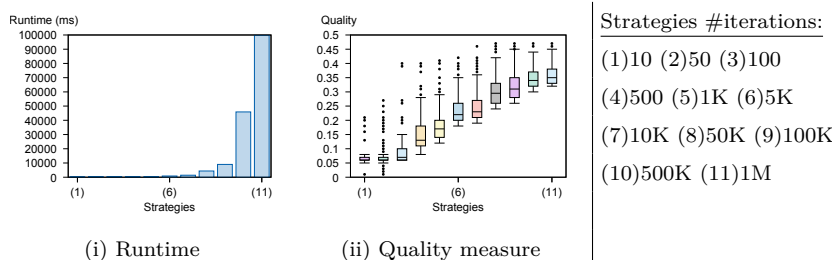 Runtime (ms)
100000
90000
80000
70000
60000
50000
40000
30000
20000
10000
0
(1) (6) (11)
Strategies
(i) Runtime
Quality
0.5
0.45
0.4
0.35
0.3
0.25
0.2
0.15
0.1
0.05
0
(1) (6) (11)
Strategies
(ii) Quality measure
Strategies #iterations:
(1)10 (2)50 (3)100
(4)500 (5)1K (6)5K
(7)10K (8)50K (9)100K
(10)500K (11)1M